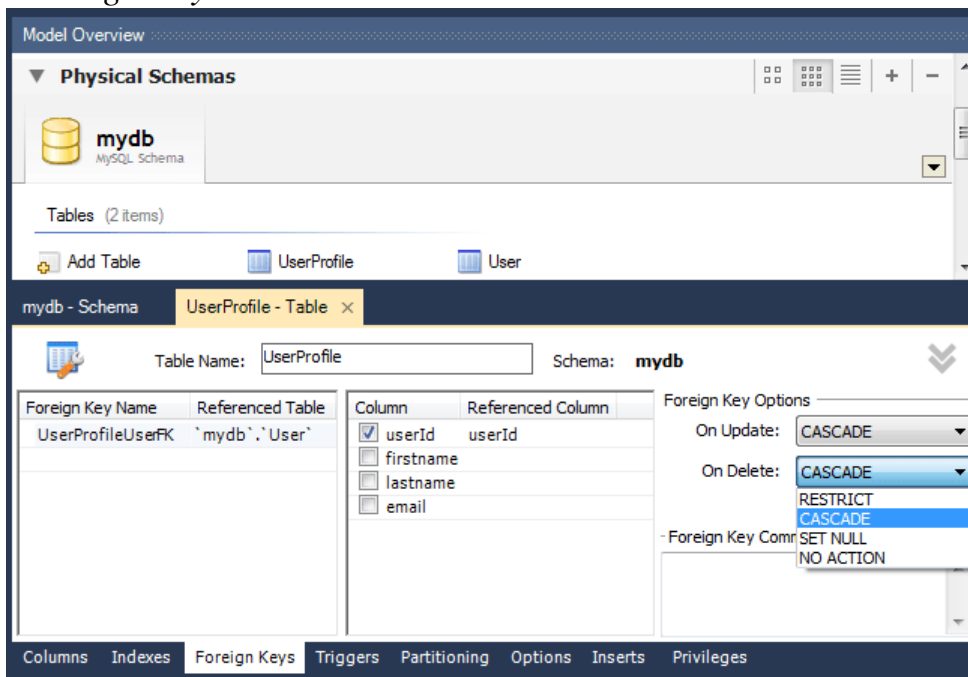 Model Overview
Physical Schemas
mydb
MySQL Schema
Tables (2 items)
Add Table UserProfile User
mydb - Schema UserProfile - Table
Table Name: UserProfile Schema: mydb
Foreign Key Name Referenced Table Column Referenced Column Foreign Key Options
UserProfileUserFK `mydb`.`User` userId userId On Update: CASCADE
firstname
lastname On Delete: CASCADE
email RESTRICT
CASCADE
Foreign Key Comm SET NULL
NO ACTION
Columns Indexes Foreign Keys Triggers Partitioning Options Inserts Privileges